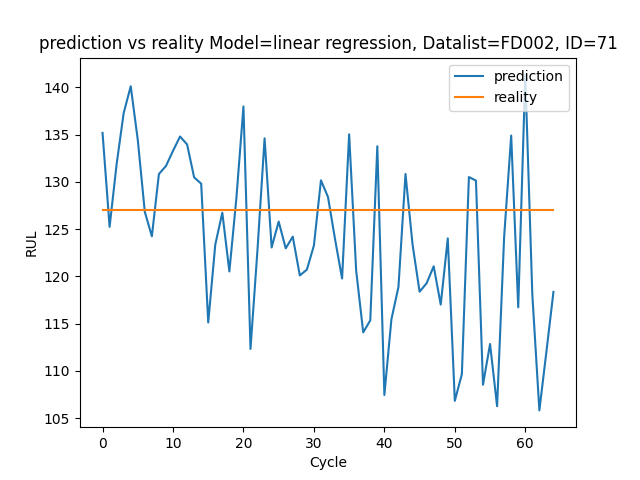 prediction vs reality Model=linear regression, Datalist=FD002, ID=71
prediction
reality
140
135
130
125
120
115
110
105
RUL
0 10 20 30 40 50 60
Cycle